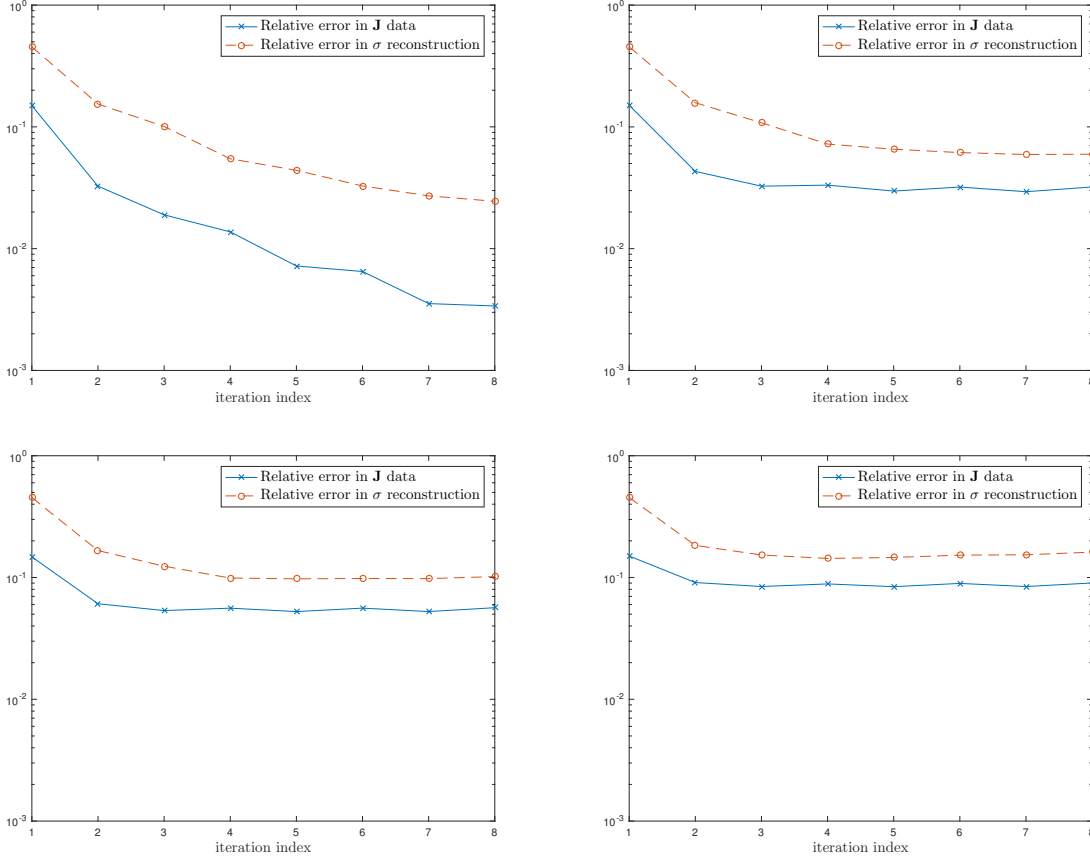 10^0
Relative error in J data
Relative error in σ reconstruction
10^-1
10^-2
10^-3
1 2 3 4 5 6 7 8
iteration index
10^0
Relative error in J data
Relative error in σ reconstruction
10^-1
10^-2
10^-3
1 2 3 4 5 6 7 8
iteration index
10^0
Relative error in J data
Relative error in σ reconstruction
10^-1
10^-2
10^-3
1 2 3 4 5 6 7 8
iteration index
10^0
Relative error in J data
Relative error in σ reconstruction
10^-1
10^-2
10^-3
1 2 3 4 5 6 7 8
iteration index